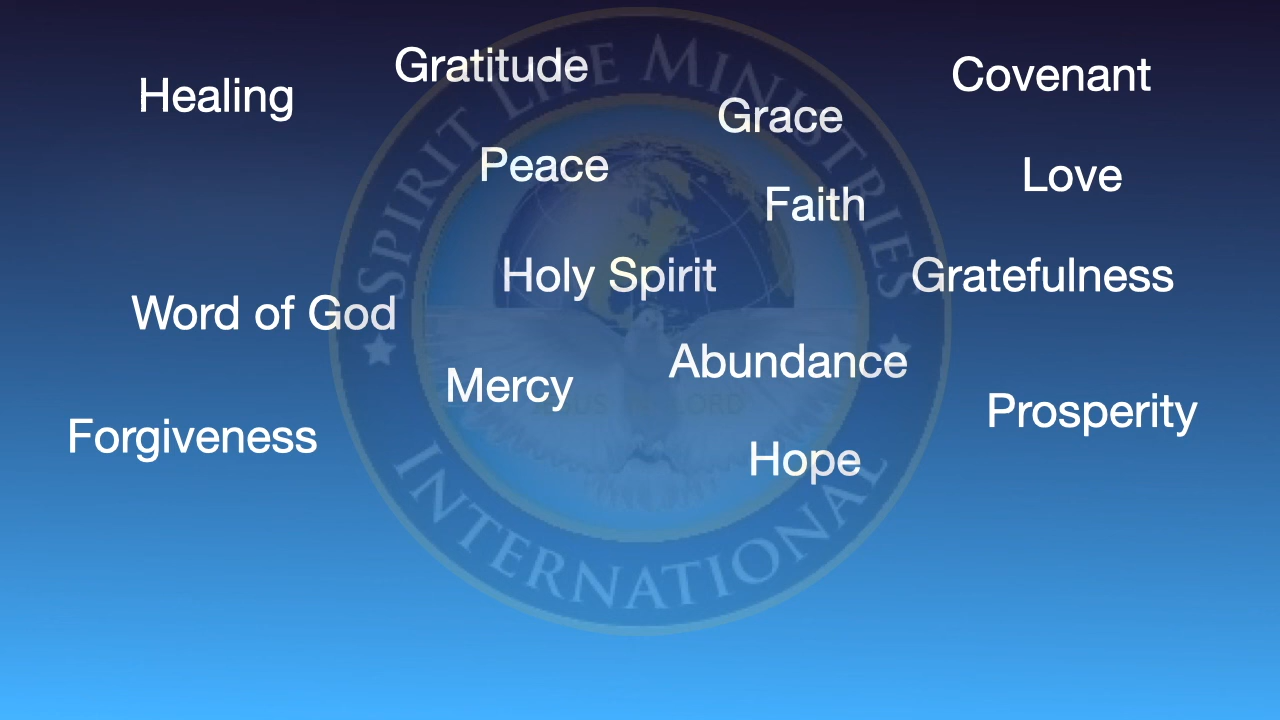 SPIRIT LIFE MINISTRIES
Gratitude
Covenant
Healing
Grace
Peace
Love
Faith
Holy Spirit
Gratefulness
Word of God
Abundance
Mercy
LORD
Prosperity
Forgiveness
Hope
INTERNATIONAL